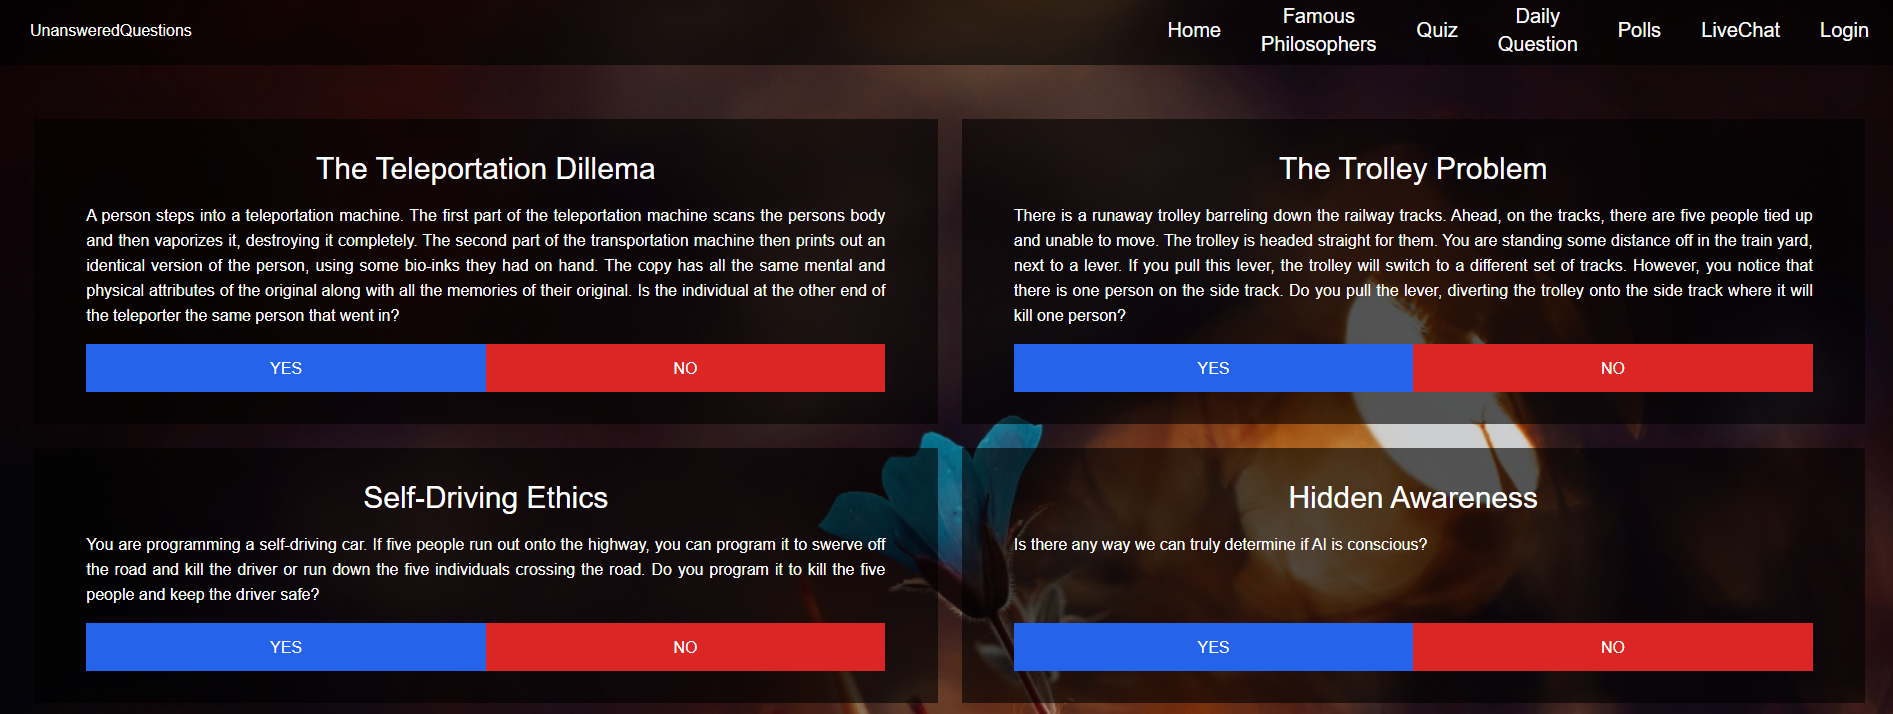 UnansweredQuestions
Home
Famous
Philosophers
Quiz
Daily
Question
Polls
LiveChat
Login
The Teleportation Dillema
A person steps into a teleportation machine. The first part of the teleportation machine scans the persons body
and then vaporizes it, destroying it completely. The second part of the transportation machine then prints out an
identical version of the person, using some bio-inks they had on hand. The copy has all the same mental and
physical attributes of the original along with all the memories of their original. Is the individual at the other end of
the teleporter the same person that went in?
YES
NO
The Trolley Problem
There is a runaway trolley barreling down the railway tracks. Ahead, on the tracks, there are five people tied up
and unable to move. The trolley is headed straight for them. You are standing some distance off in the train yard,
next to a lever. If you pull this lever, the trolley will switch to a different set of tracks. However, you notice that
there is one person on the side track. Do you pull the lever, diverting the trolley onto the side track where it will
kill one person?
YES
NO
Self-Driving Ethics
You are programming a self-driving car. If five people run out onto the highway, you can program it to swerve off
the road and kill the driver or run down the five individuals crossing the road. Do you program it to kill the five
people and keep the driver safe?
YES
NO
Hidden Awareness
Is there any way we can truly determine if AI is conscious?
YES
NO